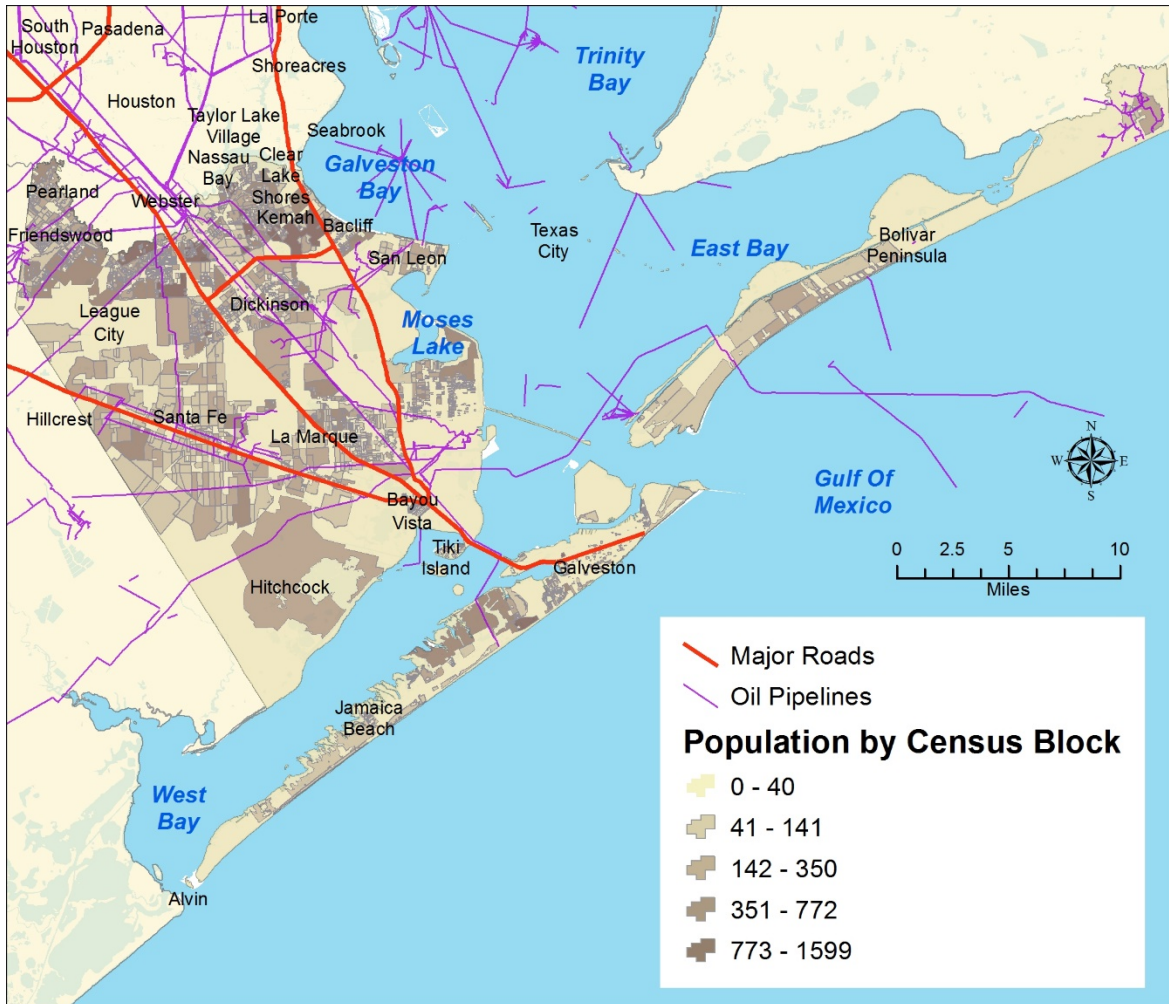 La Porte
South
Houston
Pasadena
Trinity
Bay
Shoreacres
Houston
Taylor Lake
Village
Seabrook
Nassau
Bay
Clear
Lake
Shores
Galveston
Bay
Pearland
Webster
Kemah
Friendswood
Bacliff
Texas
City
East Bay
Bolivar
Peninsula
San Leon
League
City
Dickinson
Moses
Lake
Hillcrest
Santa Fe
La Marque
N
W
E
S
Gulf Of
Mexico
Bayou
Vista
Tiki
Island
Galveston
0
2.5
5
10
Miles
Hitchcock
Jamaica
Beach
West
Bay
Alvin
Major Roads
Oil Pipelines
Population by Census Block
0 - 40
41 - 141
142 - 350
351 - 772
773 - 1599